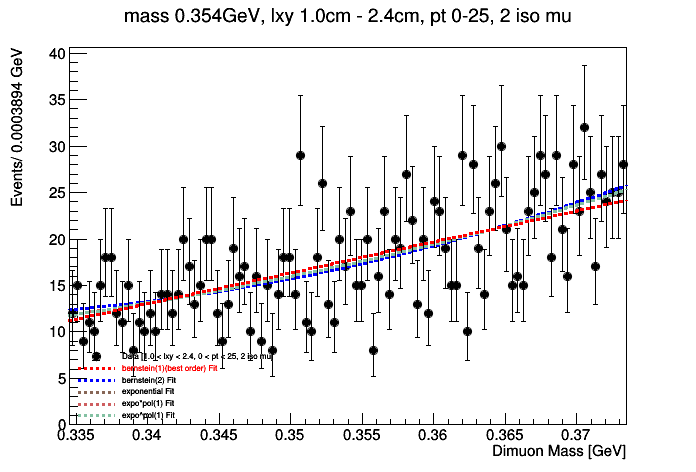 mass 0.354GeV, lxy 1.0cm - 2.4cm, pt 0-25, 2 iso mu
Events/ 0.0003894 GeV
40
35
30
25
20
15
10
5
0
Data, 1.0 < lxy < 2.4, 0 < pt < 25, 2 iso mu
bernstein(1)(best order) Fit
bernstein(2) Fit
exponential Fit
expo*pol(1) Fit
expo^pol(1) Fit
0.335 0.34 0.345 0.35 0.355 0.36 0.365 0.37
Dimuon Mass [GeV]